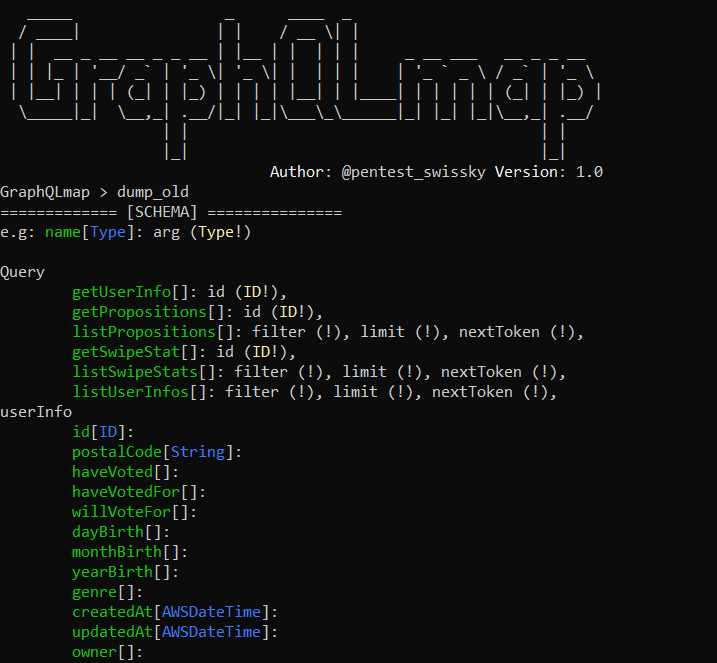 GraphQLmap
Author: @pentest_swissky Version: 1.0
GraphQLmap > dump_old
============= [SCHEMA] ===============
e.g: name[Type]: arg (Type!)
Query
getUserInfo[]: id (ID!),
getPropositions[]: id (ID!),
listPropositions[]: filter (!), limit (!), nextToken (!),
getSwipeStat[]: id (ID!),
listSwipeStats[]: filter (!), limit (!), nextToken (!),
listUserInfos[]: filter (!), limit (!), nextToken (!),
userInfo
id[ID]:
postalCode[String]:
haveVoted[]:
haveVotedFor[]:
willVoteFor[]:
dayBirth[]:
monthBirth[]:
yearBirth[]:
genre[]:
createdAt[AWSDateTime]:
updatedAt[AWSDateTime]:
owner[]: